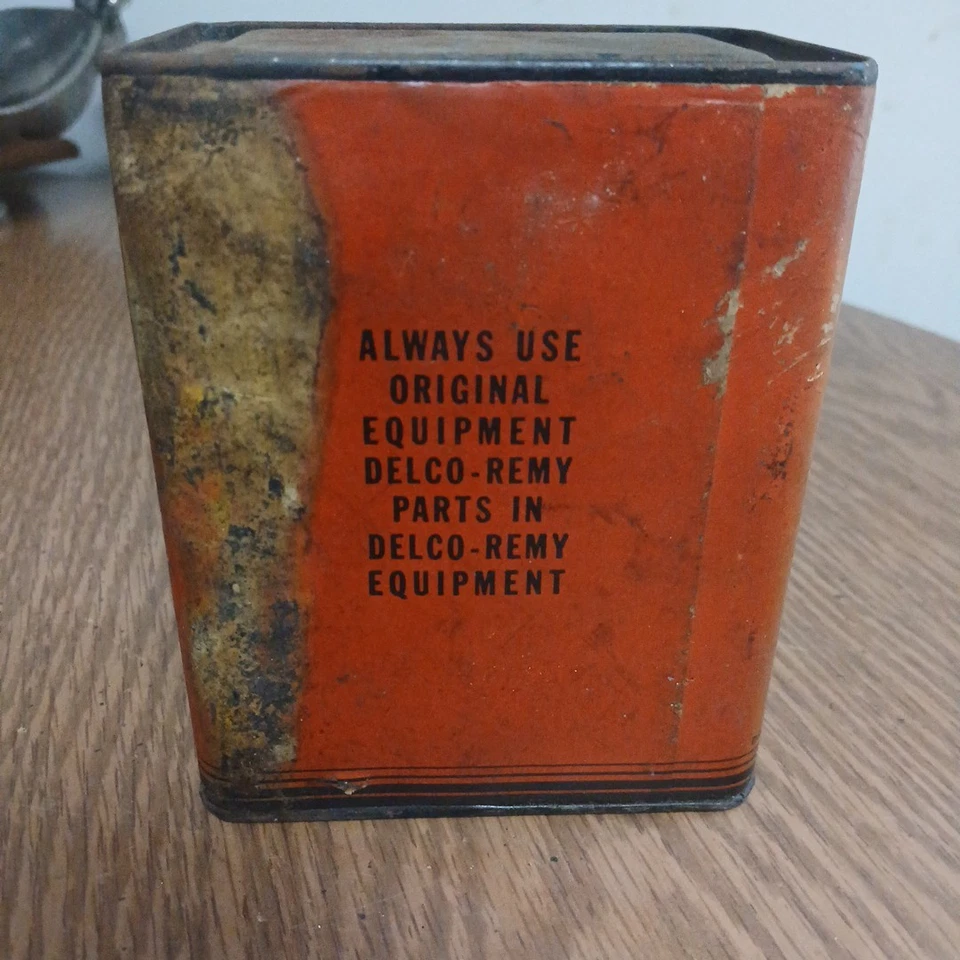 ALWAYS USE
ORIGINAL
EQUIPMENT
DELCO-REMY
PARTS IN
DELCO-REMY
EQUIPMENT